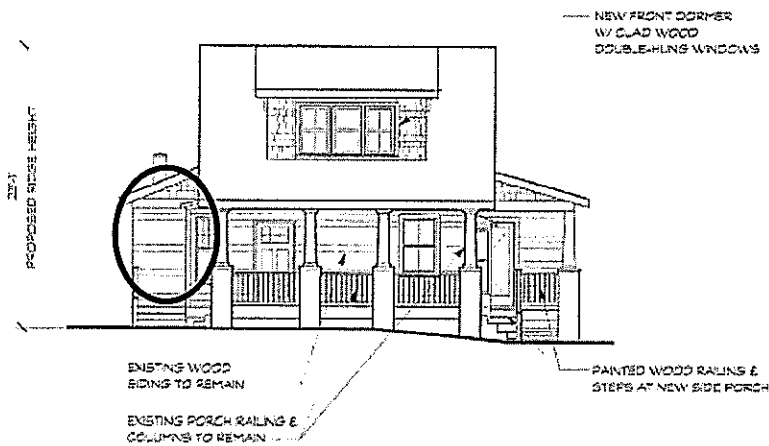 NEW FRONT DORMER
W/ CLAD WOOD
DOUBLE-HUNG WINDOWS
PROPOSED RIDGE HEIGHT
EXISTING WOOD
SIDING TO REMAIN
EXISTING PORCH RAILING &
COLUMNS TO REMAIN
PAINTED WOOD RAILING &
STEPS AT NEW SIDE PORCH